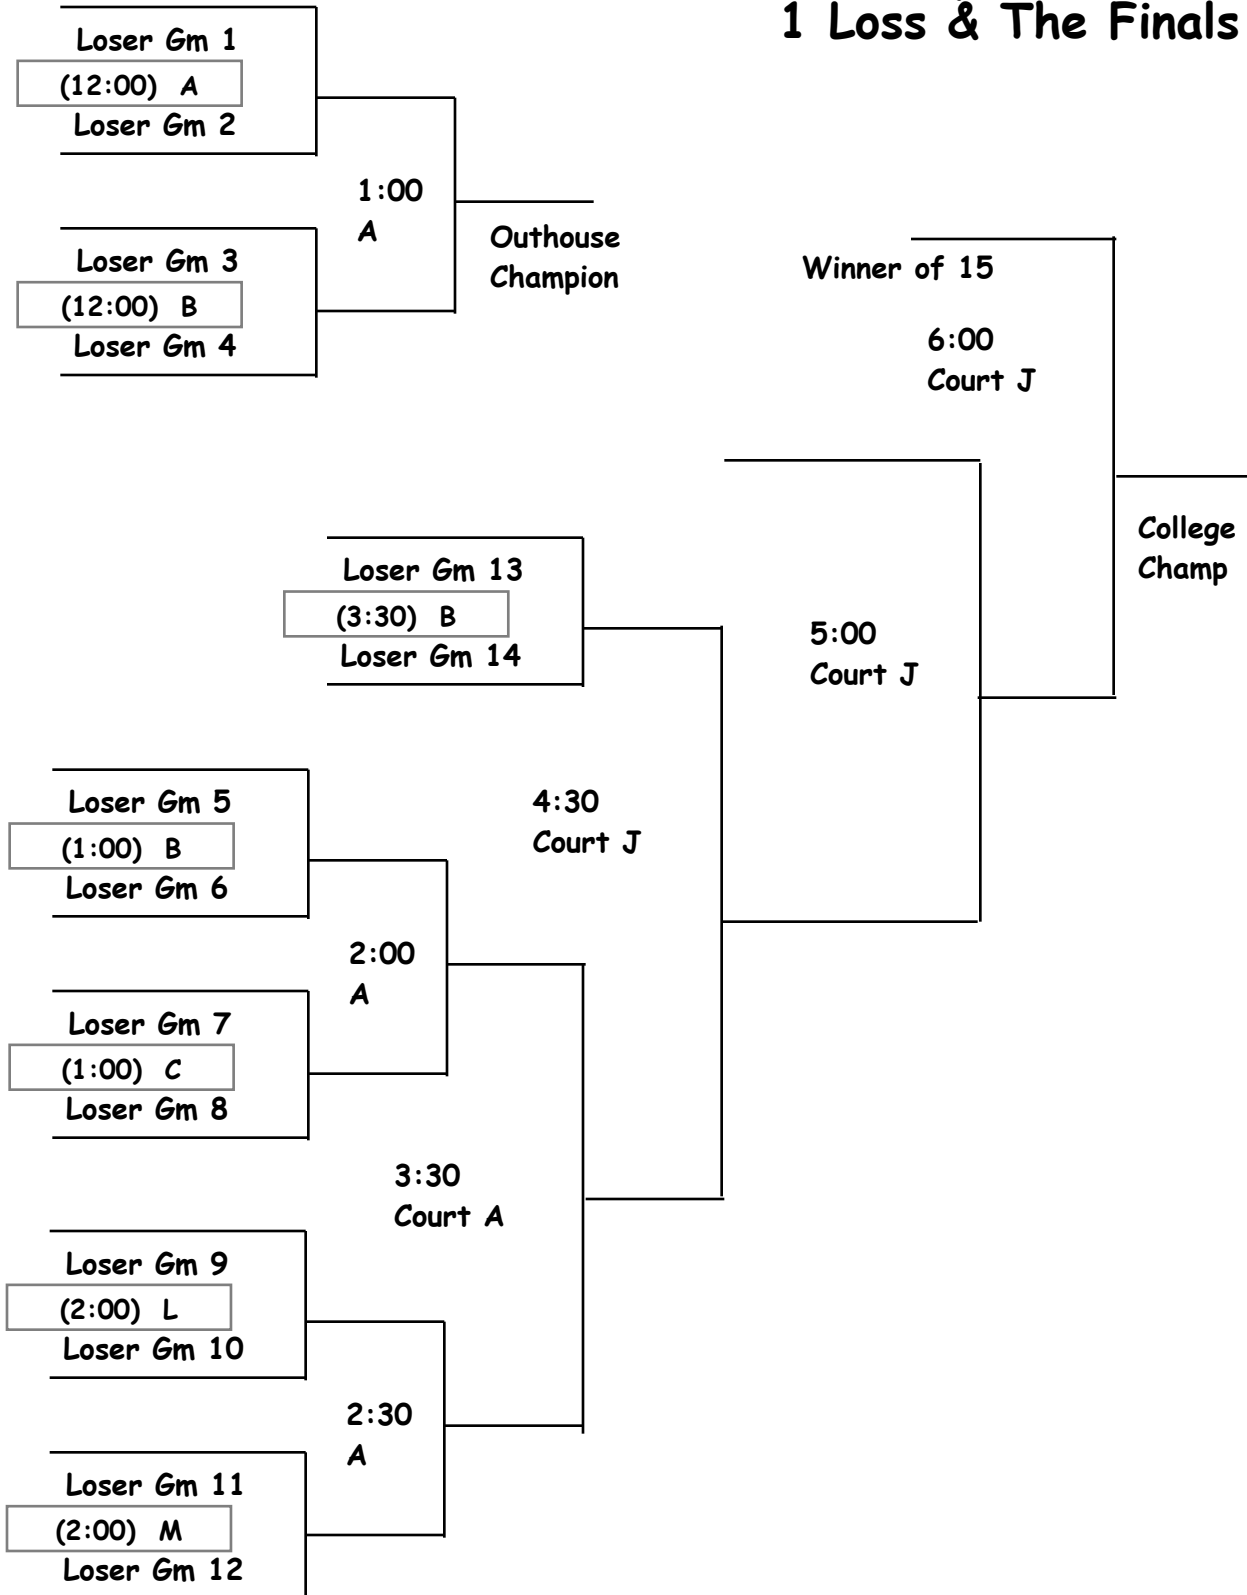 1 Loss & The Finals
Loser Gm 1
(12:00) A
Loser Gm 2
1:00
A
Outhouse
Champion
Loser Gm 3
(12:00) B
Loser Gm 4
Winner of 15
6:00
Court J
College
Champ
Loser Gm 13
(3:30) B
Loser Gm 14
5:00
Court J
4:30
Court J
Loser Gm 5
(1:00) B
Loser Gm 6
2:00
A
Loser Gm 7
(1:00) C
Loser Gm 8
3:30
Court A
Loser Gm 9
(2:00) L
Loser Gm 10
2:30
A
Loser Gm 11
(2:00) M
Loser Gm 12